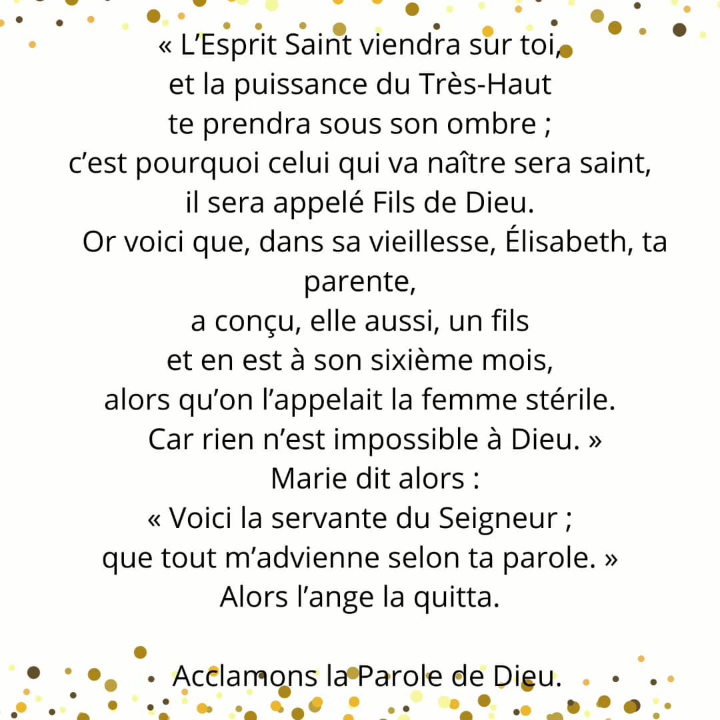 « L’Esprit Saint viendra sur toi,
et la puissance du Très-Haut
te prendra sous son ombre ;
c’est pourquoi celui qui va naître sera saint,
il sera appelé Fils de Dieu.
Or voici que, dans sa vieillesse, Élisabeth, ta
parente,
a conçu, elle aussi, un fils
et en est à son sixième mois,
alors qu’on l’appelait la femme stérile.
Car rien n’est impossible à Dieu. »
Marie dit alors :
« Voici la servante du Seigneur ;
que tout m’advienne selon ta parole. »
Alors l’ange la quitta.
Acclamons la Parole de Dieu.